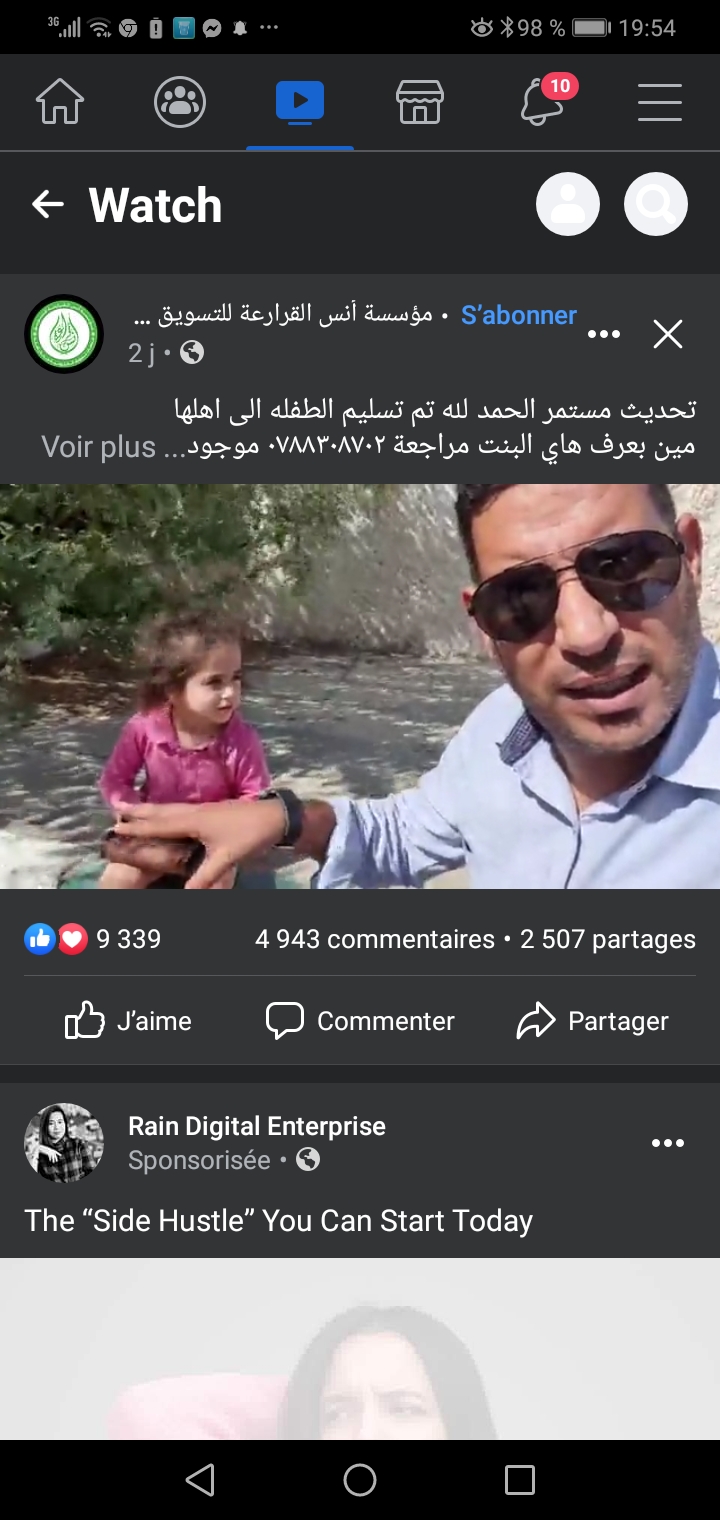 3G 98 % 19:54
10
Watch
مؤسسة أنس القرارعة للتسويق ... • S’abonner
2 j •
تحديث مستمر الحمد لله تم تسليم الطفله الى اهلها
مين بعرف هاي البنت مراجعة ٠٧٨٨٣٠٨٧٠٢ موجود... Voir plus
9 339 4 943 commentaires • 2 507 partages
J’aime Commenter Partager
Rain Digital Enterprise
Sponsorisée •
The “Side Hustle” You Can Start Today